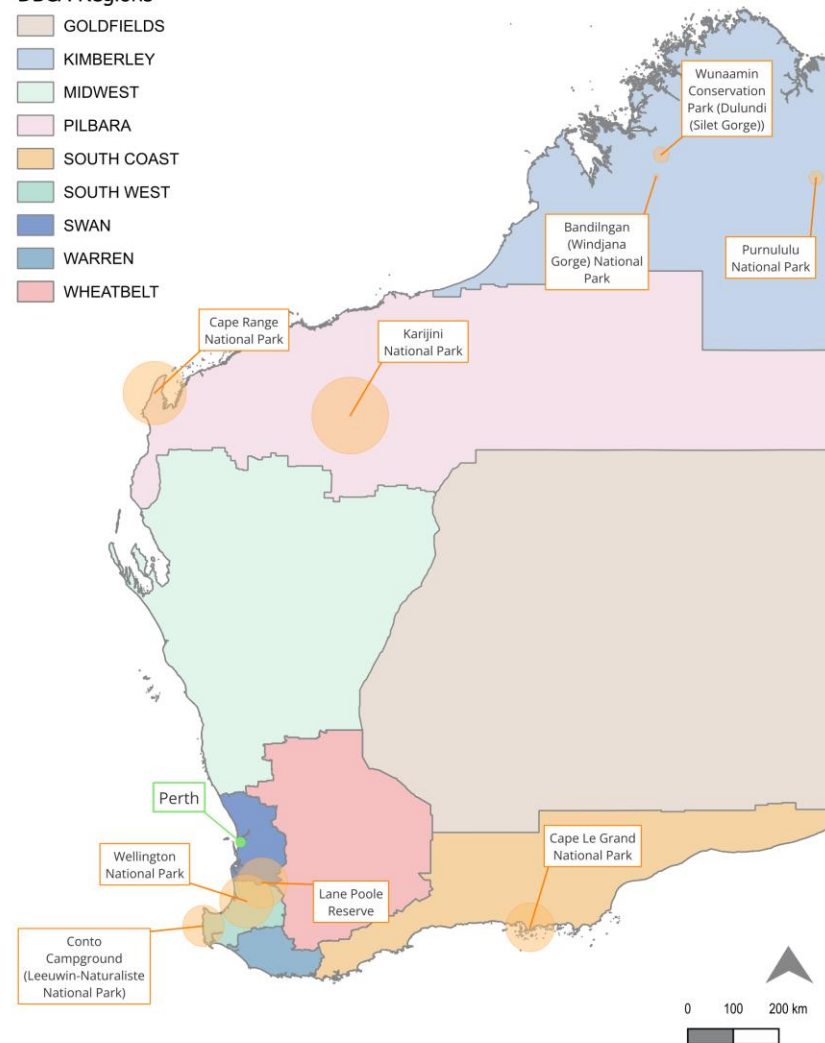 GOLDFIELDS
KIMBERLEY
MIDWEST
PILBARA
SOUTH COAST
SOUTH WEST
SWAN
WARREN
WHEATBELT
Wunaamin
Conservation
Park (Dulundi
(Silet Gorge))
Bandilngan
(Windjana
Gorge) National
Park
Purnululu
National Park
Cape Range
National Park
Karijini
National Park
Perth
Wellington
National Park
Lane Poole
Reserve
Cape Le Grand
National Park
Conto
Campground
(Leeuwin-Naturaliste
National Park)
0 100 200 km